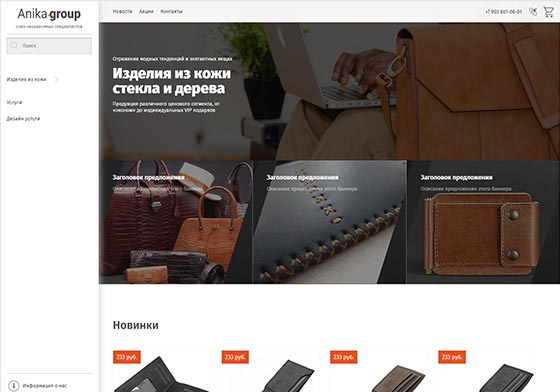 Anika-group
СОЮЗ НЕЗАВИСИМЫХ СПЕЦИАЛИСТОВ
Поиск
Изделия из кожи
Услуги
Дизайн услуги
Информация о нас
Новости Акции Контакты
+7 902 801-06-01
Отражение модных тенденций в элегантных вещах
Изделия из кожи
стекла и дерева
Продукция различного ценового сегмента, от
«эконом» до индивидуальных VIP подарков
Заголовок предложения
Описание предложения этого баннера
Заголовок предложения
Описание предложения этого баннера
Заголовок предложения
Описание предложения этого баннера
Новинки
233 руб.
233 руб.
233 руб.
233 руб.